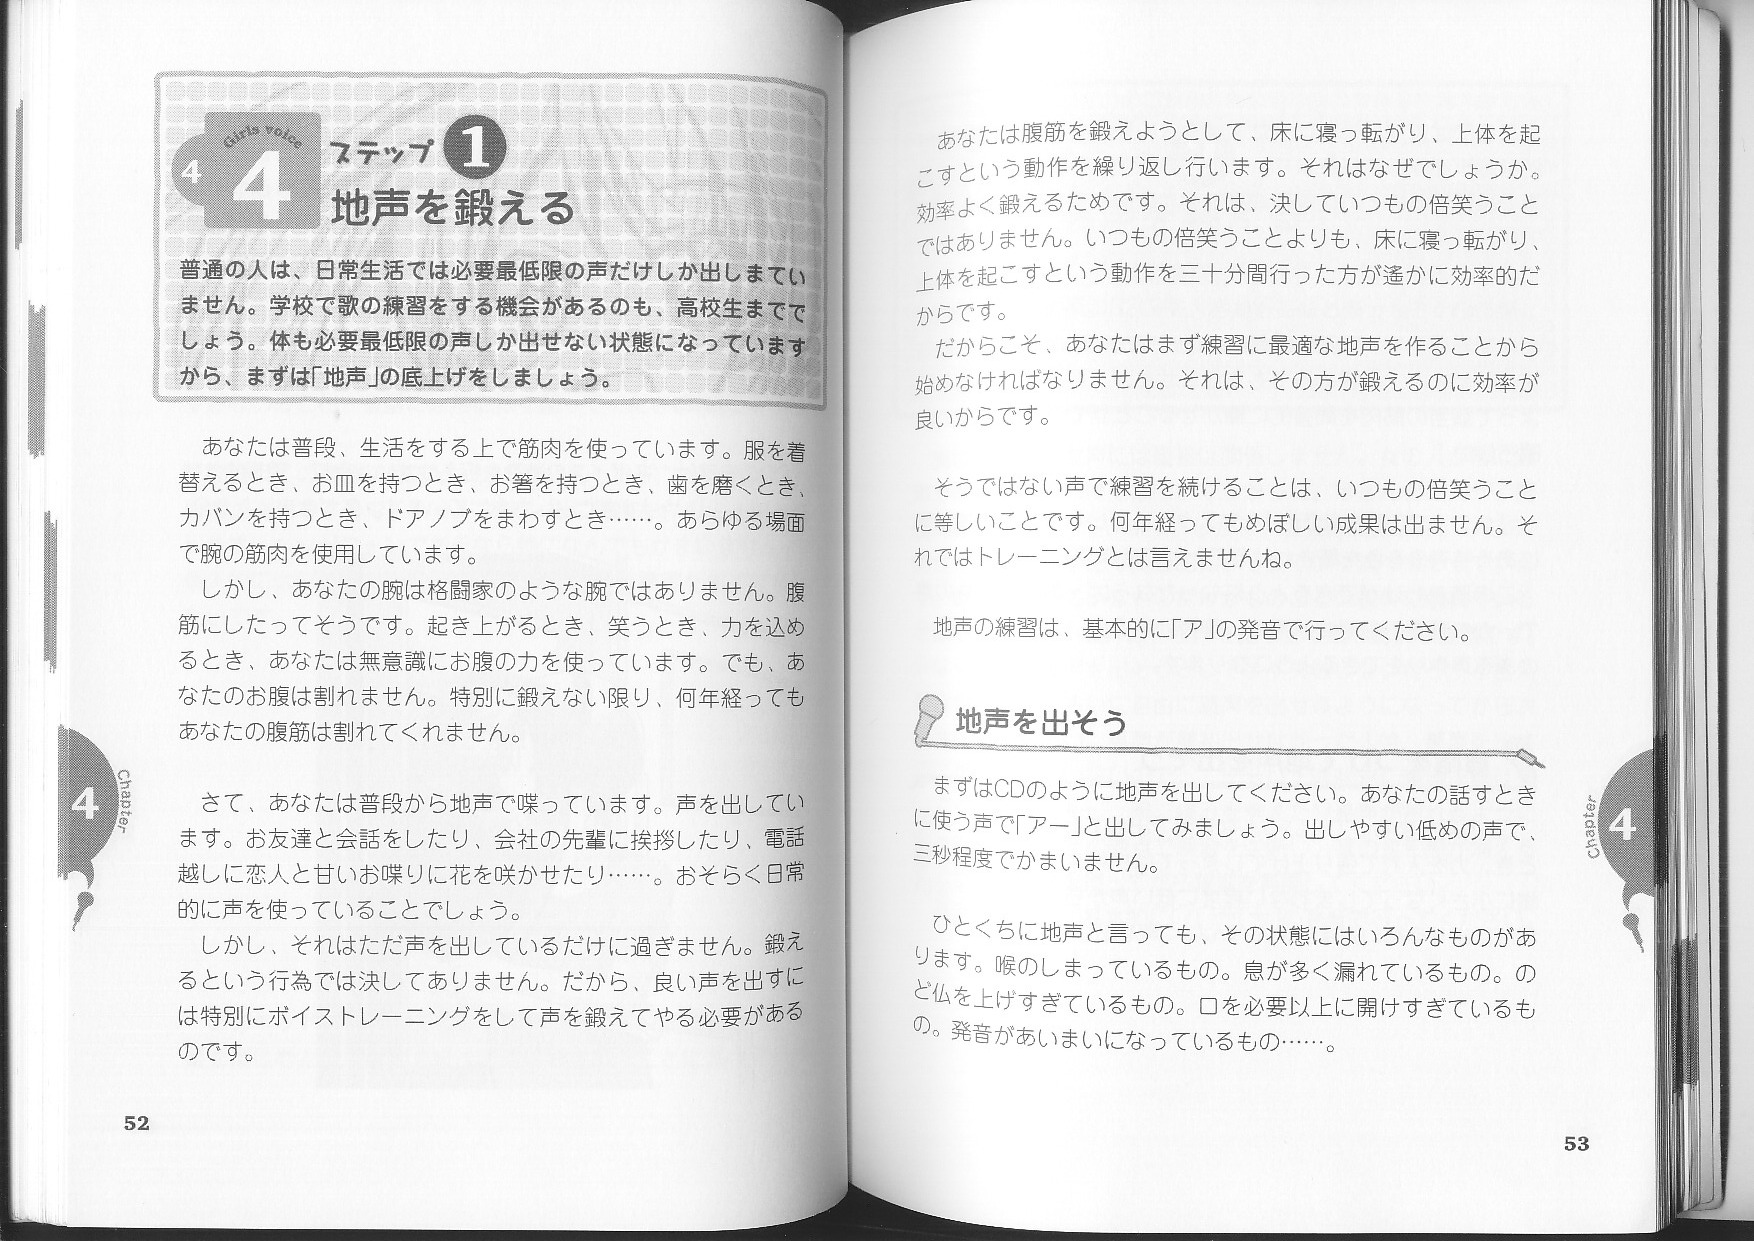 Girls voice
4
4
ステップ 1
地声を鍛える
普通の人は、日常生活では必要最低限の声だけしか出しまてい
ません。学校で歌の練習をする機会があるのも、高校生までで
しょう。体も必要最低限の声しか出せない状態になっています
から、まずは「地声」の底上げをしましょう。
あなたは普段、生活をする上で筋肉を使っています。服を着
替えるとき、お皿を持つとき、お箸を持つとき、歯を磨くとき、
カバンを持つとき、ドアノブをまわすとき……。あらゆる場面
で腕の筋肉を使用しています。
しかし、あなたの腕は格闘家のような腕ではありません。腹
筋にしたってそうです。起き上がるとき、笑うとき、力を込め
るとき、あなたは無意識にお腹の力を使っています。でも、あ
なたのお腹は割れません。特別に鍛えない限り、何年経っても
あなたの腹筋は割れてくれません。
さて、あなたは普段から地声で喋っています。声を出してい
ます。お友達と会話をしたり、会社の先輩に挨拶したり、電話
越しに恋人と甘いお喋りに花を咲かせたり……。おそらく日常
的に声を使っていることでしょう。
しかし、それはただ声を出しているだけに過ぎません。鍛え
るという行為では決してありません。だから、良い声を出すに
は特別にボイストレーニングをして声を鍛えてやる必要がある
のです。
4
Chapter
52
あなたは腹筋を鍛えようとして、床に寝っ転がり、上体を起
こすという動作を繰り返し行います。それはなぜでしょうか。
効率よく鍛えるためです。それは、決していつもの倍笑うこと
ではありません。いつもの倍笑うことよりも、床に寝っ転がり、
上体を起こすという動作を三十分間行った方が遙かに効率的だ
からです。
だからこそ、あなたはまず練習に最適な地声を作ることから
始めなければなりません。それは、その方が鍛えるのに効率が
良いからです。
そうではない声で練習を続けることは、いつもの倍笑うこと
に等しいことです。何年経ってもめぼしい成果は出ません。そ
れではトレーニングとは言えませんね。
地声の練習は、基本的に「ア」の発音で行ってください。
地声を出そう
まずはCDのように地声を出してください。あなたの話すとき
に使う声で「アー」と出してみましょう。出しやすい低めの声で、
三秒程度でかまいません。
ひとくちに地声と言っても、その状態にはいろんなものがあ
ります。喉のしまっているもの。息が多く漏れているもの。の
ど仏を上げすぎているもの。口を必要以上に開けすぎているも
の。発音があいまいになっているもの……。
Chapter
4
53